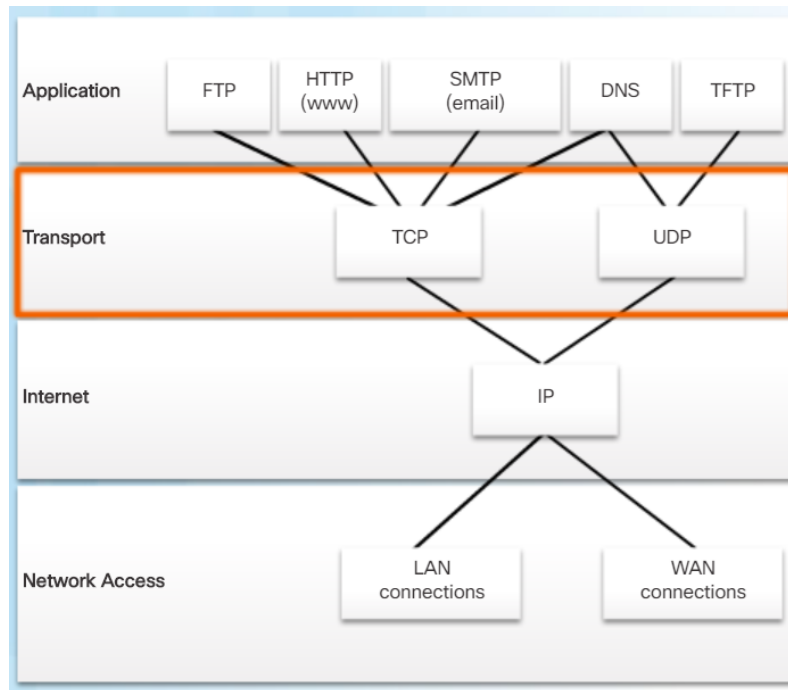 Application
FTP
HTTP
(www)
SMTP
(email)
DNS
TFTP
Transport
TCP
UDP
Internet
IP
Network Access
LAN
connections
WAN
connections